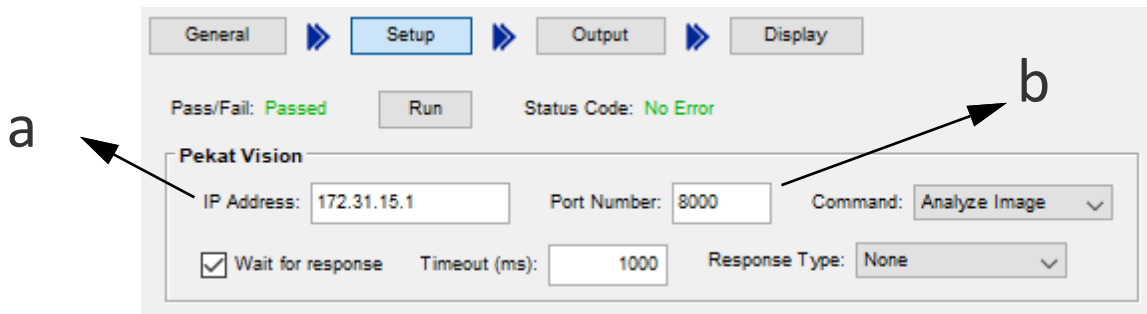 General Setup Output Display
b
Pass/Fail: Passed Run Status Code: No Error
a
Pekat Vision
IP Address: 172.31.15.1 Port Number: 8000 Command: Analyze Image
Wait for response Timeout (ms): 1000 Response Type: None